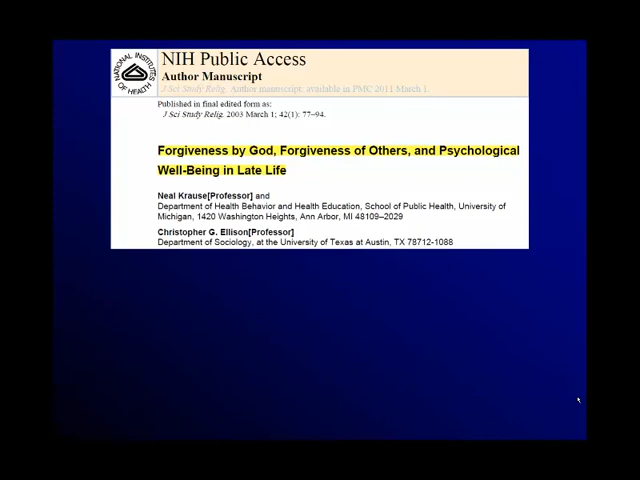 NATIONAL INSTITUTES OF HEALTH
NIH Public Access
Author Manuscript
J Sci Study Relig. Author manuscript; available in PMC 2011 March 1.
Published in final edited form as:
J Sci Study Relig. 2003 March 1; 42(1): 77–94.
Forgiveness by God, Forgiveness of Others, and Psychological
Well-Being in Late Life
Neal Krause[Professor] and
Department of Health Behavior and Health Education, School of Public Health, University of
Michigan, 1420 Washington Heights, Ann Arbor, MI 48109–2029
Christopher G. Ellison[Professor]
Department of Sociology, at the University of Texas at Austin, TX 78712-1088